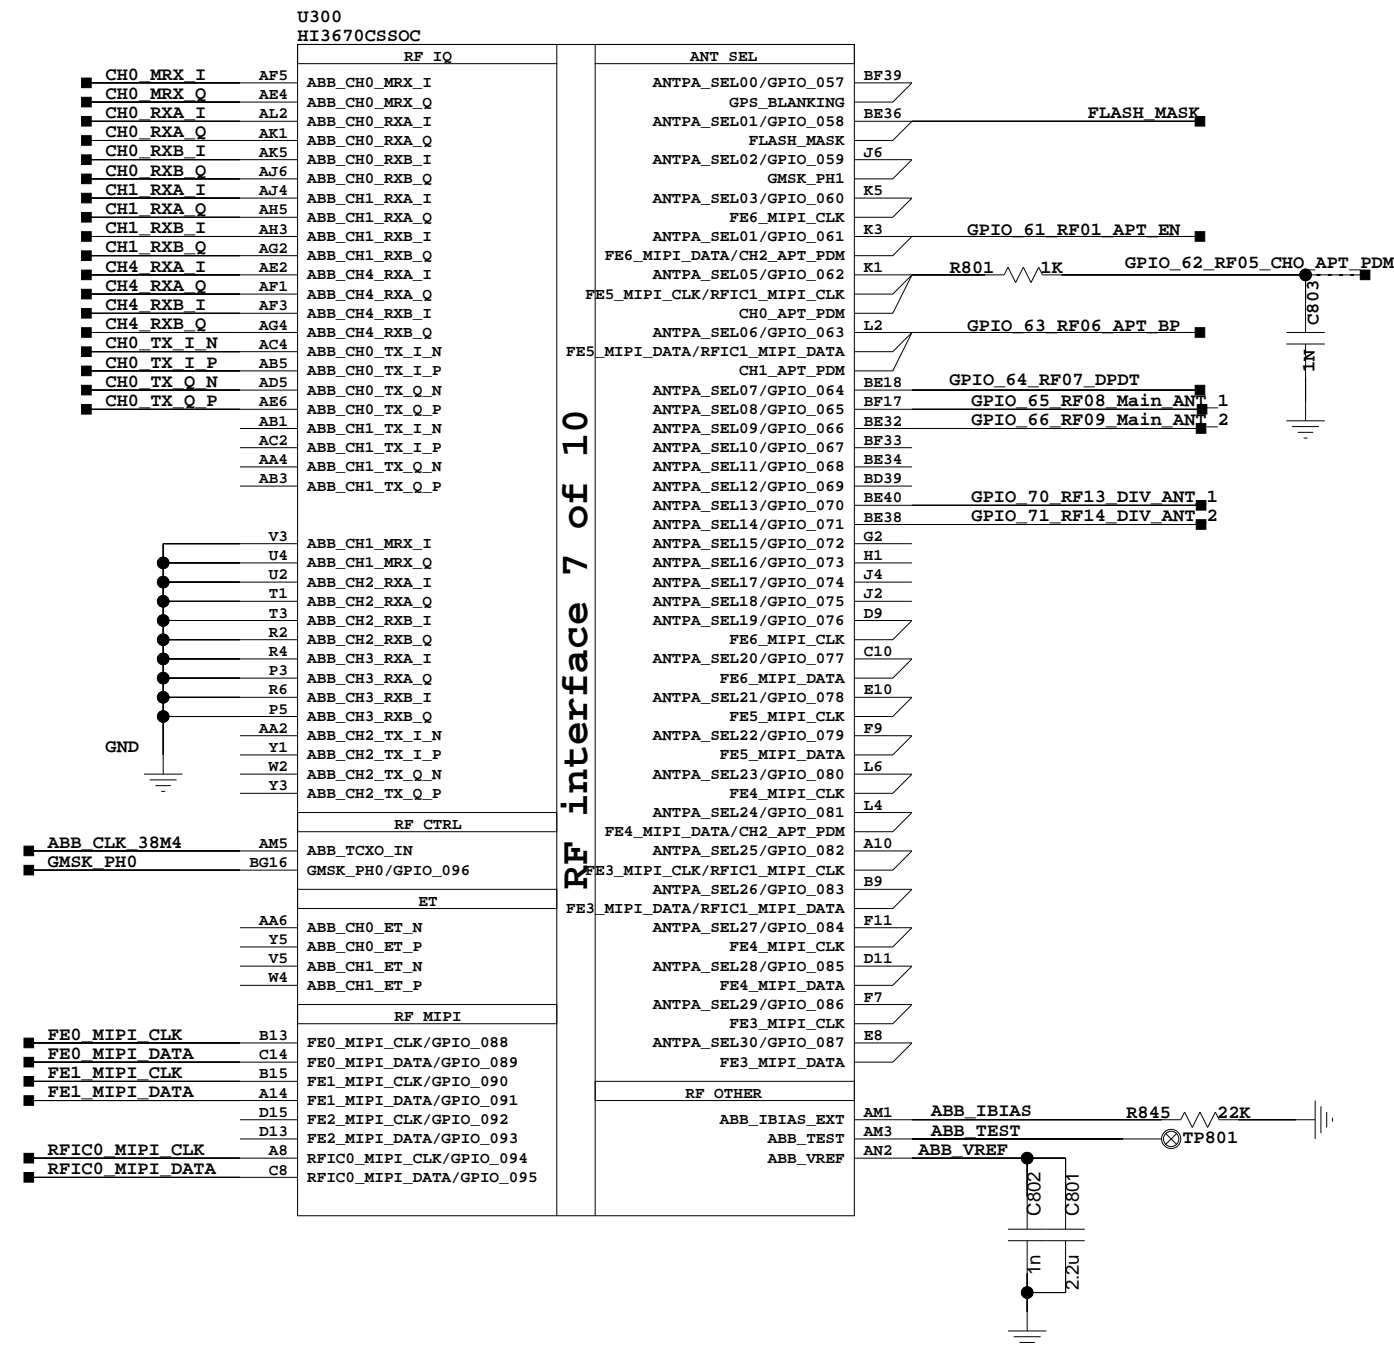 U300
HI3670CSSOC
RF IQ
CH0_MRX_I AF5 ABB_CH0_MRX_I
CH0_MRX_Q AE4 ABB_CH0_MRX_Q
CH0_RXA_I AL2 ABB_CH0_RXA_I
CH0_RXA_Q AK1 ABB_CH0_RXA_Q
CH0_RXB_I AK5 ABB_CH0_RXB_I
CH0_RXB_Q AJ6 ABB_CH0_RXB_Q
CH1_RXA_I AJ4 ABB_CH1_RXA_I
CH1_RXA_Q AH5 ABB_CH1_RXA_Q
CH1_RXB_I AH3 ABB_CH1_RXB_I
CH1_RXB_Q AG2 ABB_CH1_RXB_Q
CH4_RXA_I AE2 ABB_CH4_RXA_I
CH4_RXA_Q AF1 ABB_CH4_RXA_Q
CH4_RXB_I AF3 ABB_CH4_RXB_I
CH4_RXB_Q AG4 ABB_CH4_RXB_Q
CH0_TX_I_N AC4 ABB_CH0_TX_I_N
CH0_TX_I_P AB5 ABB_CH0_TX_I_P
CH0_TX_Q_N AD5 ABB_CH0_TX_Q_N
CH0_TX_Q_P AE6 ABB_CH0_TX_Q_P
AB1 ABB_CH1_TX_I_N
AC2 ABB_CH1_TX_I_P
AA4 ABB_CH1_TX_Q_N
AB3 ABB_CH1_TX_Q_P
V3 ABB_CH1_MRX_I
U4 ABB_CH1_MRX_Q
U2 ABB_CH2_RXA_I
T1 ABB_CH2_RXA_Q
T3 ABB_CH2_RXB_I
R2 ABB_CH2_RXB_Q
R4 ABB_CH3_RXA_I
P3 ABB_CH3_RXA_Q
R6 ABB_CH3_RXB_I
P5 ABB_CH3_RXB_Q
AA2 ABB_CH2_TX_I_N
GND
Y1 ABB_CH2_TX_I_P
W2 ABB_CH2_TX_Q_N
Y3 ABB_CH2_TX_Q_P
RF CTRL
ABB_CLK_38M4 AM5 ABB_TCXO_IN
GMSK_PH0 BG16 GMSK_PH0/GPIO_096
ET
AA6 ABB_CH0_ET_N
Y5 ABB_CH0_ET_P
V5 ABB_CH1_ET_N
W4 ABB_CH1_ET_P
RF MIPI
FE0_MIPI_CLK B13 FE0_MIPI_CLK/GPIO_088
FE0_MIPI_DATA C14 FE0_MIPI_DATA/GPIO_089
FE1_MIPI_CLK B15 FE1_MIPI_CLK/GPIO_090
FE1_MIPI_DATA A14 FE1_MIPI_DATA/GPIO_091
D15 FE2_MIPI_CLK/GPIO_092
D13 FE2_MIPI_DATA/GPIO_093
RFIC0_MIPI_CLK A8 RFIC0_MIPI_CLK/GPIO_094
RFIC0_MIPI_DATA C8 RFIC0_MIPI_DATA/GPIO_095
RF interface 7 of 10
ANT SEL
ANTPA_SEL00/GPIO_057 BF39
GPS_BLANKING
ANTPA_SEL01/GPIO_058 BE36 FLASH_MASK
FLASH_MASK
ANTPA_SEL02/GPIO_059 J6
GMSK_PH1
ANTPA_SEL03/GPIO_060 K5
FE6_MIPI_CLK
ANTPA_SEL01/GPIO_061 K3 GPIO_61_RF01_APT_EN
FE6_MIPI_DATA/CH2_APT_PDM
ANTPA_SEL05/GPIO_062 K1 R801 1K GPIO_62_RF05_CHO_APT_PDM
FE5_MIPI_CLK/RFIC1_MIPI_CLK
CH0_APT_PDM
C803
1N
ANTPA_SEL06/GPIO_063 L2 GPIO_63_RF06_APT_BP
FE5_MIPI_DATA/RFIC1_MIPI_DATA
CH1_APT_PDM
ANTPA_SEL07/GPIO_064 BE18 GPIO_64_RF07_DPDT
ANTPA_SEL08/GPIO_065 BF17 GPIO_65_RF08_Main_ANT_1
ANTPA_SEL09/GPIO_066 BE32 GPIO_66_RF09_Main_ANT_2
ANTPA_SEL10/GPIO_067 BF33
ANTPA_SEL11/GPIO_068 BE34
ANTPA_SEL12/GPIO_069 BD39
ANTPA_SEL13/GPIO_070 BE40 GPIO_70_RF13_DIV_ANT_1
ANTPA_SEL14/GPIO_071 BE38 GPIO_71_RF14_DIV_ANT_2
ANTPA_SEL15/GPIO_072 G2
ANTPA_SEL16/GPIO_073 H1
ANTPA_SEL17/GPIO_074 J4
ANTPA_SEL18/GPIO_075 J2
ANTPA_SEL19/GPIO_076 D9
FE6_MIPI_CLK
ANTPA_SEL20/GPIO_077 C10
FE6_MIPI_DATA
ANTPA_SEL21/GPIO_078 E10
FE5_MIPI_CLK
ANTPA_SEL22/GPIO_079 F9
FE5_MIPI_DATA
ANTPA_SEL23/GPIO_080 L6
FE4_MIPI_CLK
ANTPA_SEL24/GPIO_081 L4
FE4_MIPI_DATA/CH2_APT_PDM
ANTPA_SEL25/GPIO_082 A10
FE3_MIPI_CLK/RFIC1_MIPI_CLK
ANTPA_SEL26/GPIO_083 B9
FE3_MIPI_DATA/RFIC1_MIPI_DATA
ANTPA_SEL27/GPIO_084 F11
FE4_MIPI_CLK
ANTPA_SEL28/GPIO_085 D11
FE4_MIPI_DATA
ANTPA_SEL29/GPIO_086 F7
FE3_MIPI_CLK
ANTPA_SEL30/GPIO_087 E8
FE3_MIPI_DATA
RF OTHER
ABB_IBIAS_EXT AM1 ABB_IBIAS R845 22K
ABB_TEST AM3 ABB_TEST TP801
ABB_VREF AN2 ABB_VREF
C802 C801
1n 2.2u